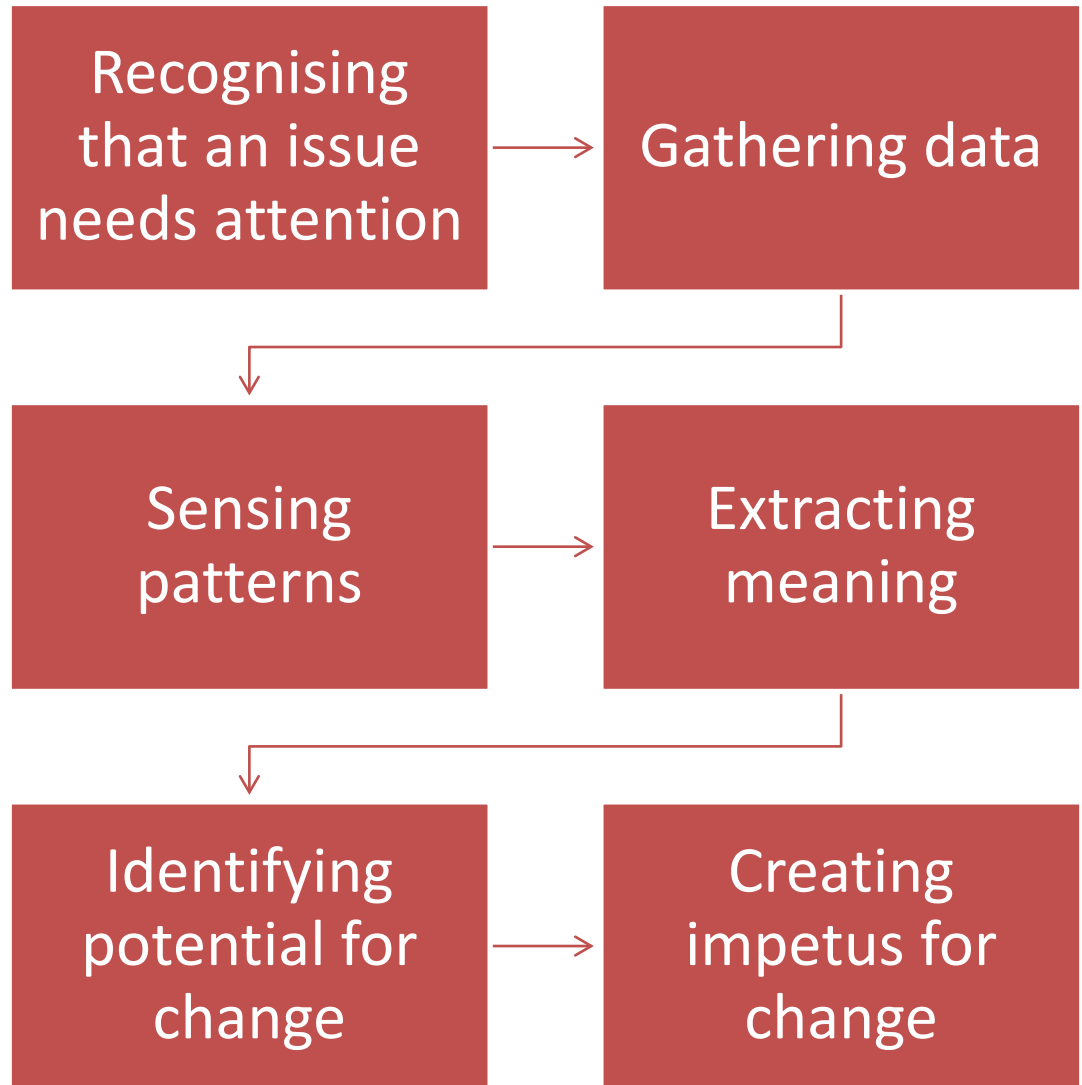 Recognising
that an issue
needs attention
Gathering data
Sensing
patterns
Extracting
meaning
Identifying
potential for
change
Creating
impetus for
change